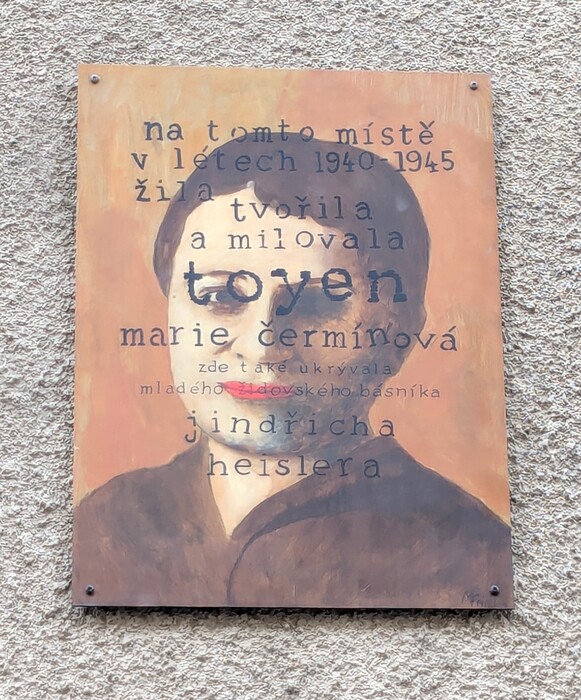 na tomto místě
v létech 1940-1945
žila
tvořila
a milovala
toyen
marie čermínová
zde také ukrývala
mladého židovského básníka
jindřicha
heislera